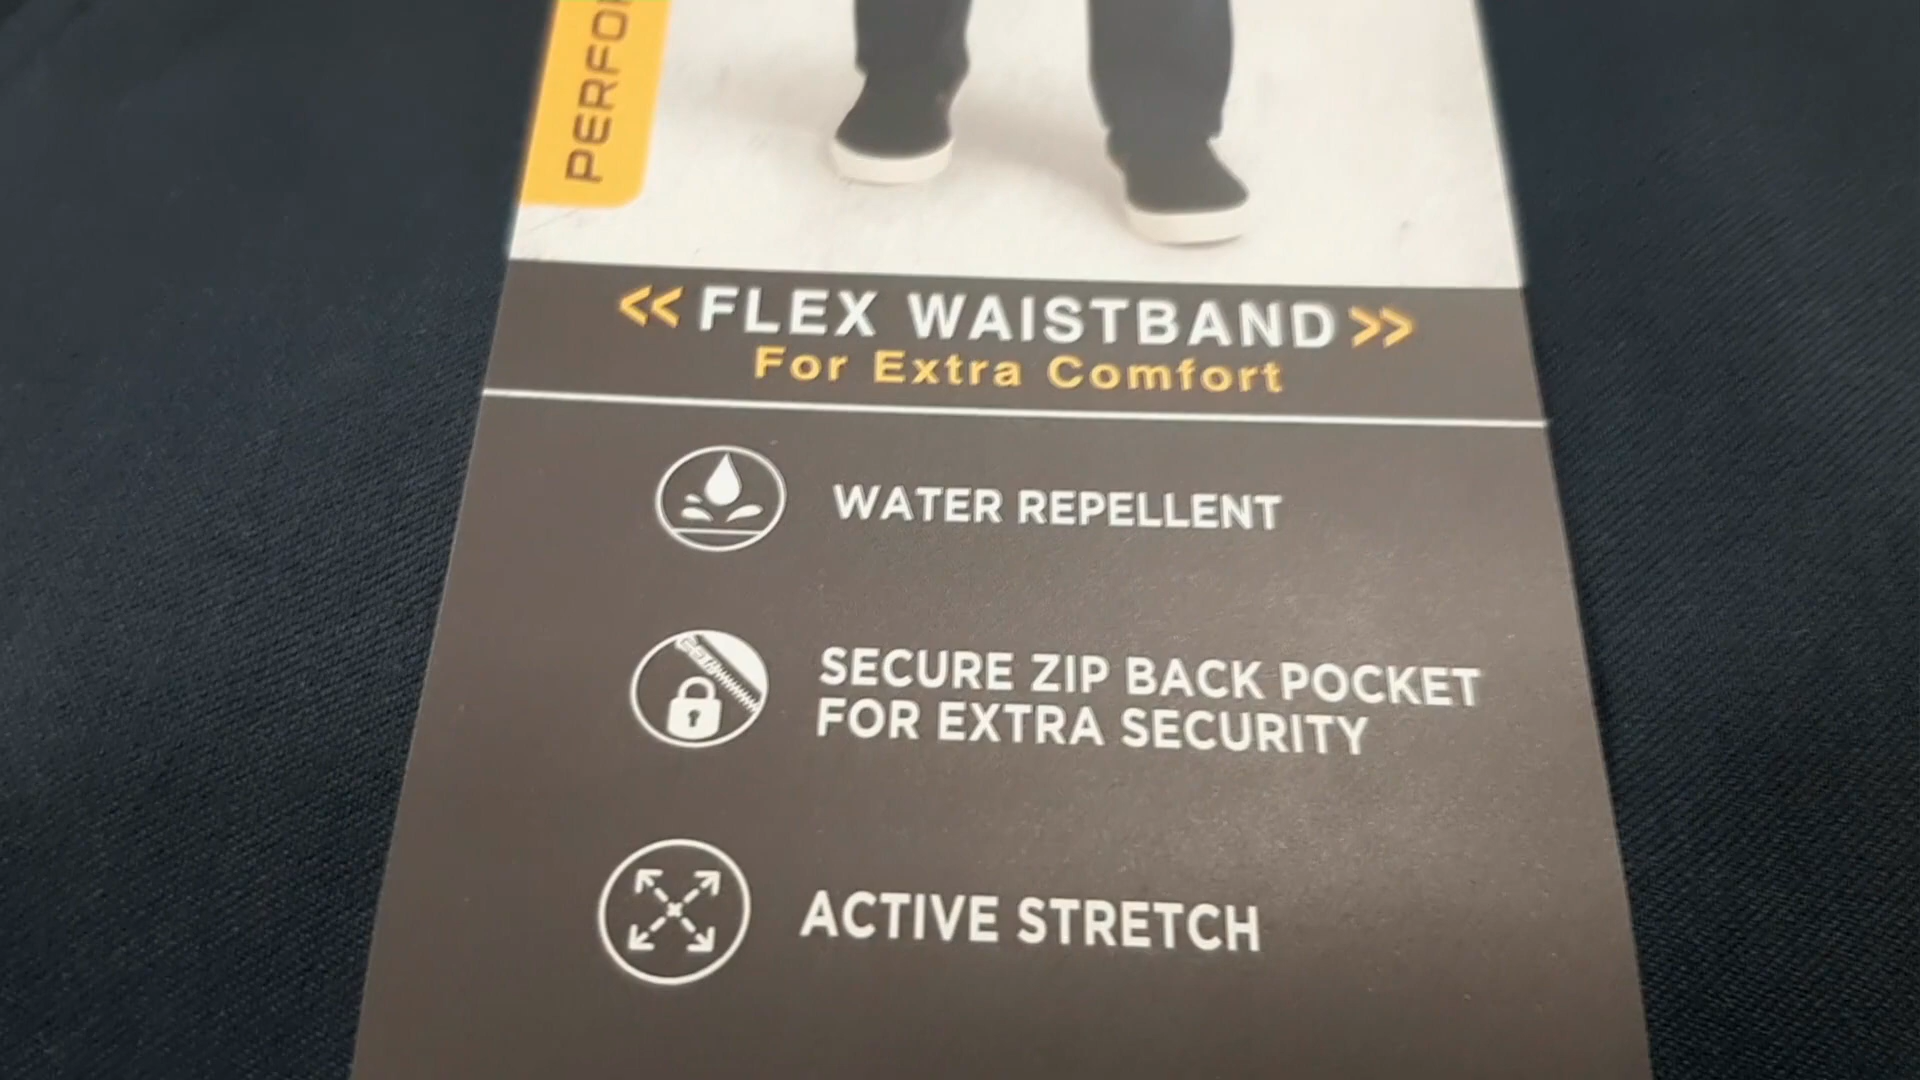 << FLEX WAISTBAND >>
For Extra Comfort
WATER REPELLENT
SECURE ZIP BACK POCKET
FOR EXTRA SECURITY
ACTIVE STRETCH